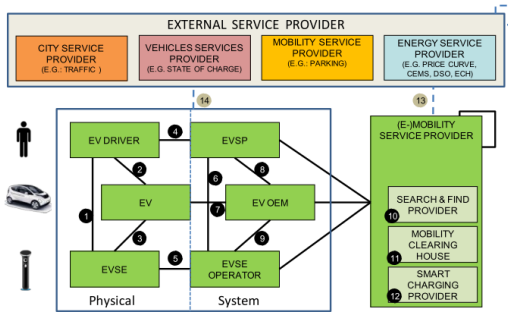 EXTERNAL SERVICE PROVIDER
CITY SERVICE
PROVIDER
(E.G.: TRAFFIC )
VEHICLES SERVICES
PROVIDER
(E.G. STATE OF CHARGE)
MOBILITY SERVICE
PROVIDER
(E.G.: PARKING)
ENERGY SERVICE
PROVIDER
(E.G. PRICE CURVE,
CEMS, DSO, ECH)
14
13
EV DRIVER
4
EVSP
(E-)MOBILITY
SERVICE PROVIDER
2
6
8
EV
7
EV OEM
SEARCH & FIND
PROVIDER
10
1
3
9
MOBILITY
CLEARING
HOUSE
11
EVSE
5
EVSE
OPERATOR
SMART
CHARGING
PROVIDER
12
Physical
System